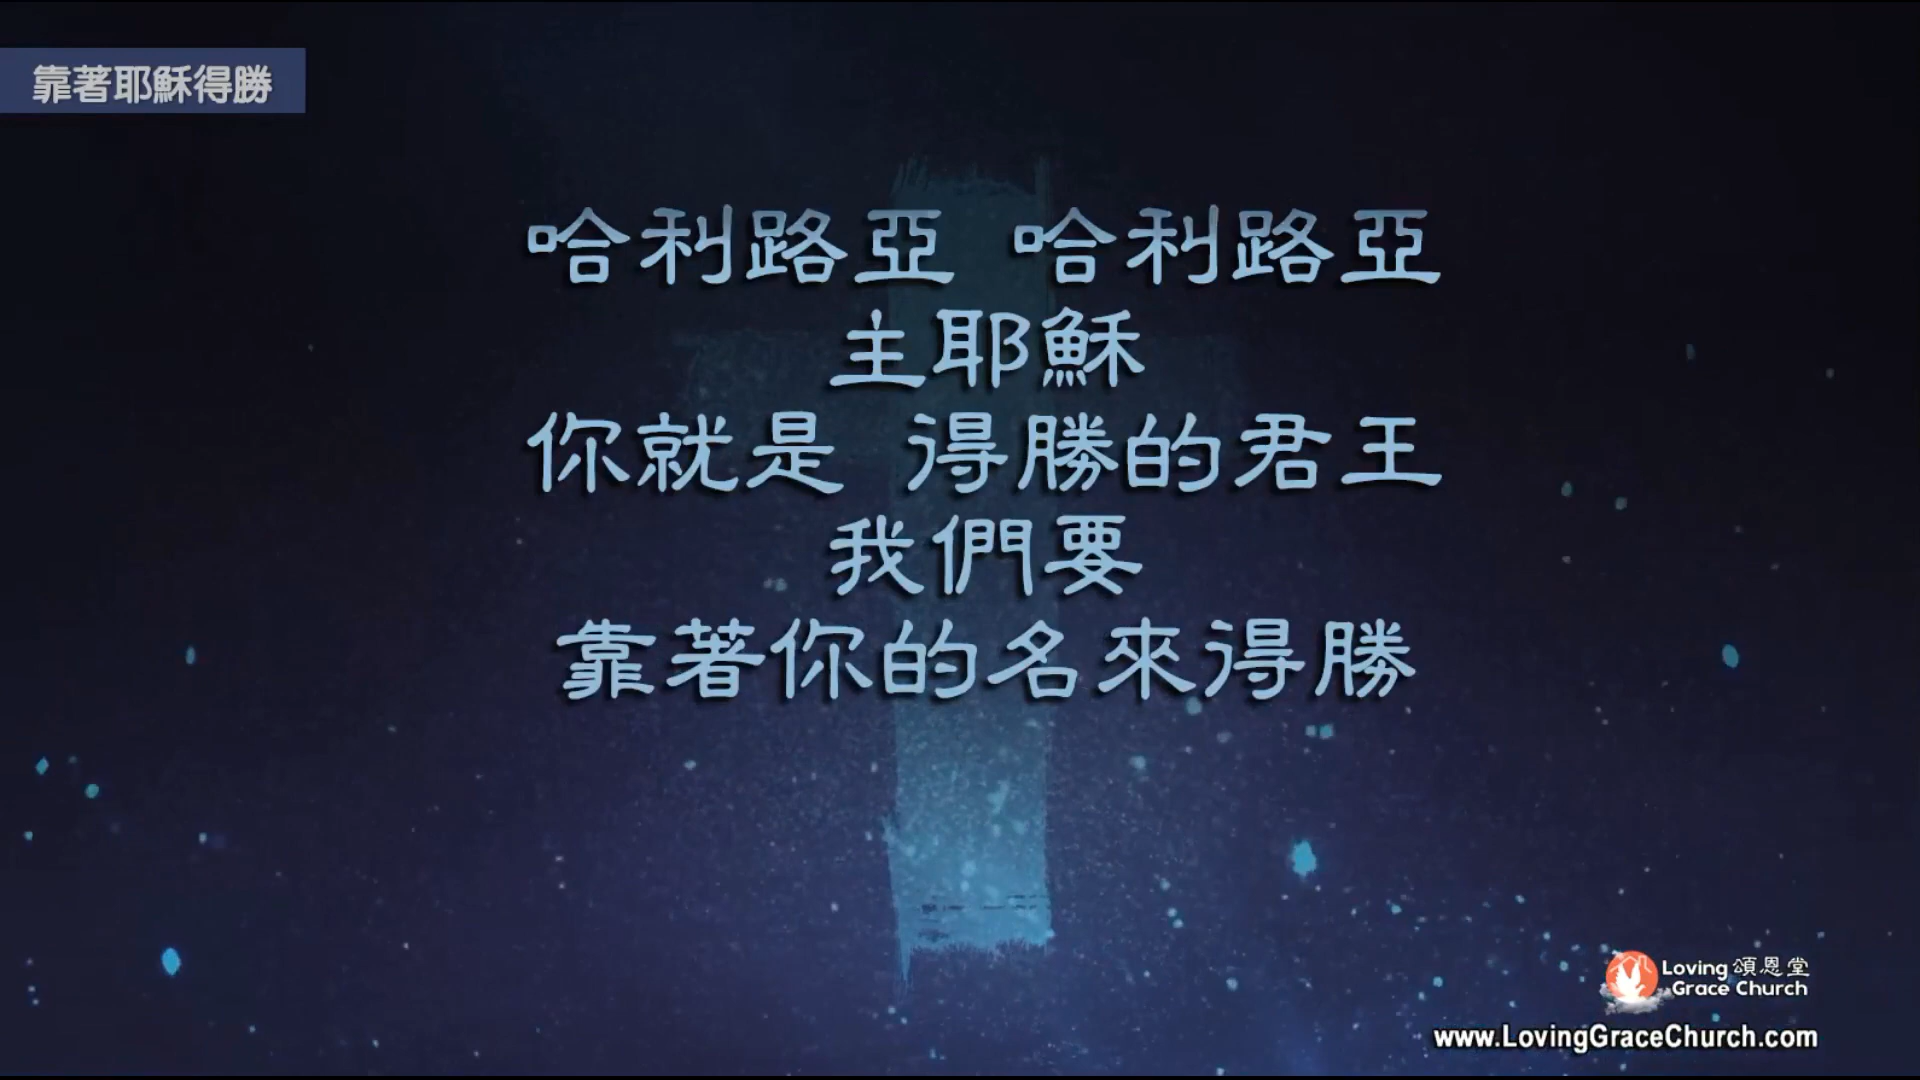 靠著耶穌得勝
哈利路亞 哈利路亞
主耶穌
你就是 得勝的君王
我們要
靠著你的名來得勝
Loving 頌恩堂
Grace Church
www.LovingGraceChurch.com